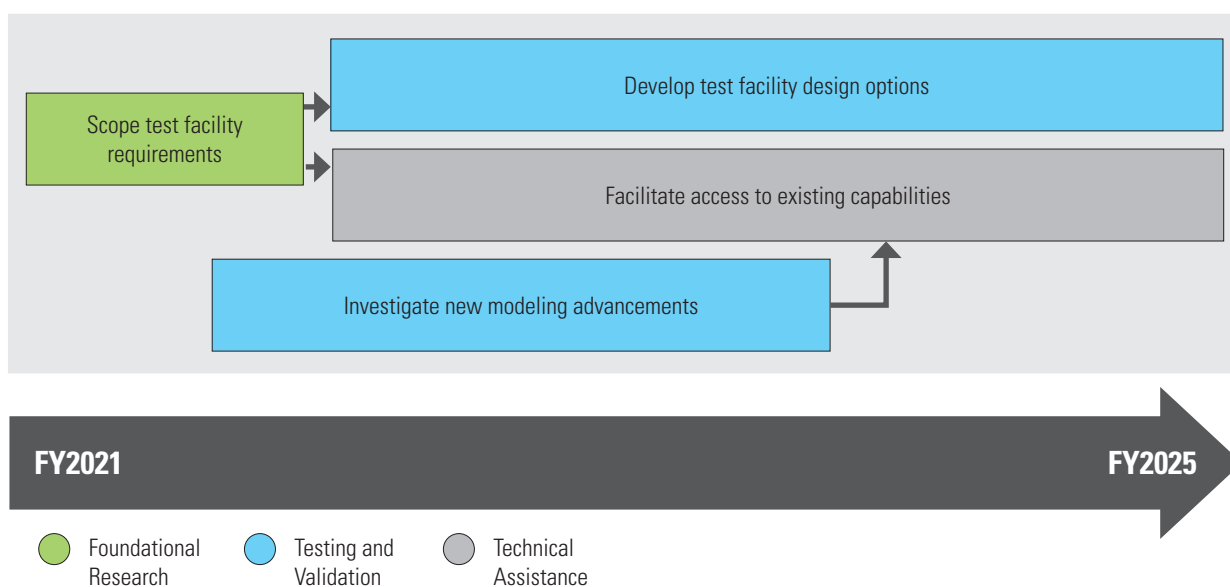 Develop test facility design options
Scope test facility
requirements
Facilitate access to existing capabilities
Investigate new modeling advancements
FY2021
FY2025
Foundational
Research
Testing and
Validation
Technical
Assistance